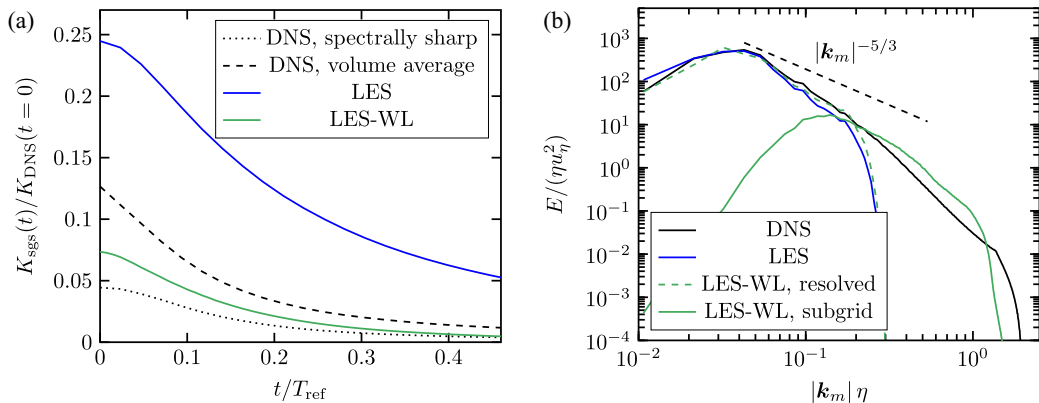 (a)
K_sgs(t)/K_DNS(t = 0)
0.25
0.2
0.15
0.1
0.05
0
DNS, spectrally sharp
DNS, volume average
LES
LES-WL
0
0.1
0.2
0.3
0.4
t/T_ref
(b)
E/(ηu_η^2)
10^3
10^2
10^1
10^0
10^−1
10^−2
10^−3
10^−4
|k_m|^−5/3
DNS
LES
LES-WL, resolved
LES-WL, subgrid
10^−2
10^−1
10^0
|k_m| η